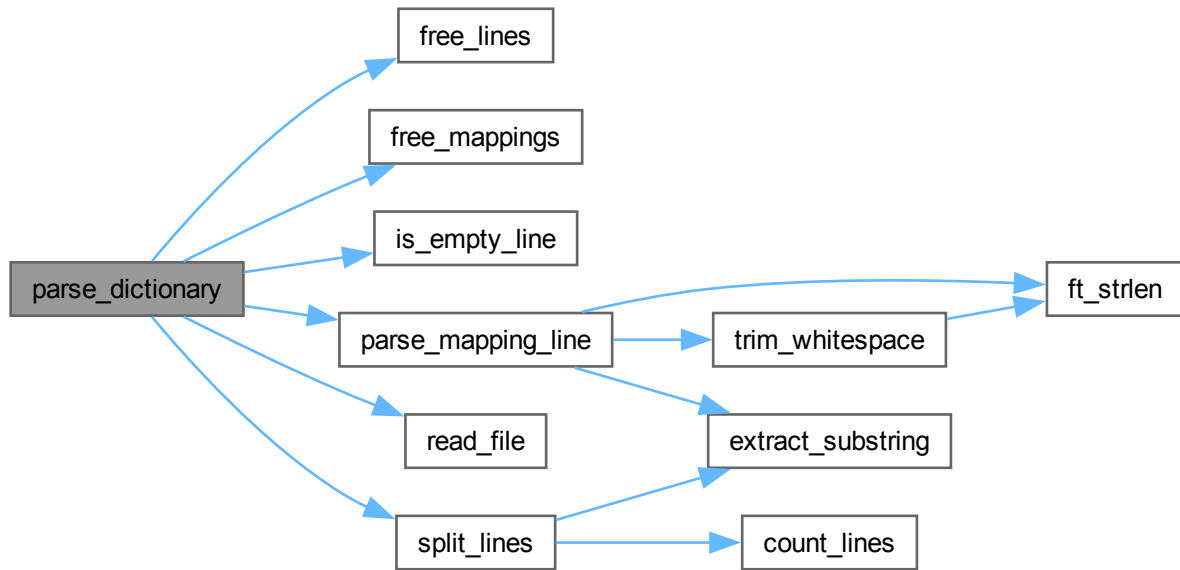 free_lines
free_mappings
is_empty_line
parse_dictionary
ft_strlen
parse_mapping_line
trim_whitespace
read_file
extract_substring
split_lines
count_lines